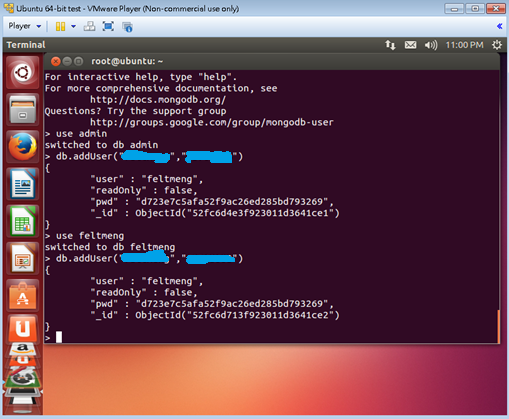 Ubuntu 64-bit test - VMware Player (Non-commercial use only)
Player
Terminal
11:00 PM
root@ubuntu: ~
For interactive help, type "help".
For more comprehensive documentation, see
http://docs.mongodb.org/
Questions? Try the support group
http://groups.google.com/group/mongodb-user
> use admin
switched to db admin
> db.addUser("","")
{
"user" : "feltmeng",
"readOnly" : false,
"pwd" : "d723e7c5afa52f9ac26ed285bd793269",
"_id" : ObjectId("52fc6d4e3f923011d3641ce1")
}
> use feltmeng
switched to db feltmeng
> db.addUser("","")
{
"user" : "feltmeng",
"readOnly" : false,
"pwd" : "d723e7c5afa52f9ac26ed285bd793269",
"_id" : ObjectId("52fc6d713f923011d3641ce2")
}
>